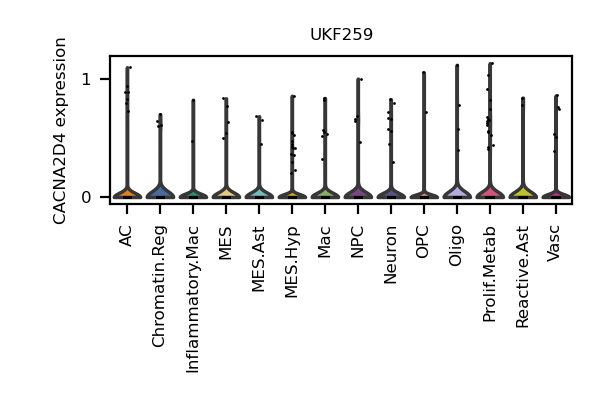 UKF259
CACNA2D4 expression
1
0
AC
Chromatin.Reg
Inflammatory.Mac
MES
MES.Ast
MES.Hyp
Mac
NPC
Neuron
OPC
Oligo
Prolif.Metab
Reactive.Ast
Vasc